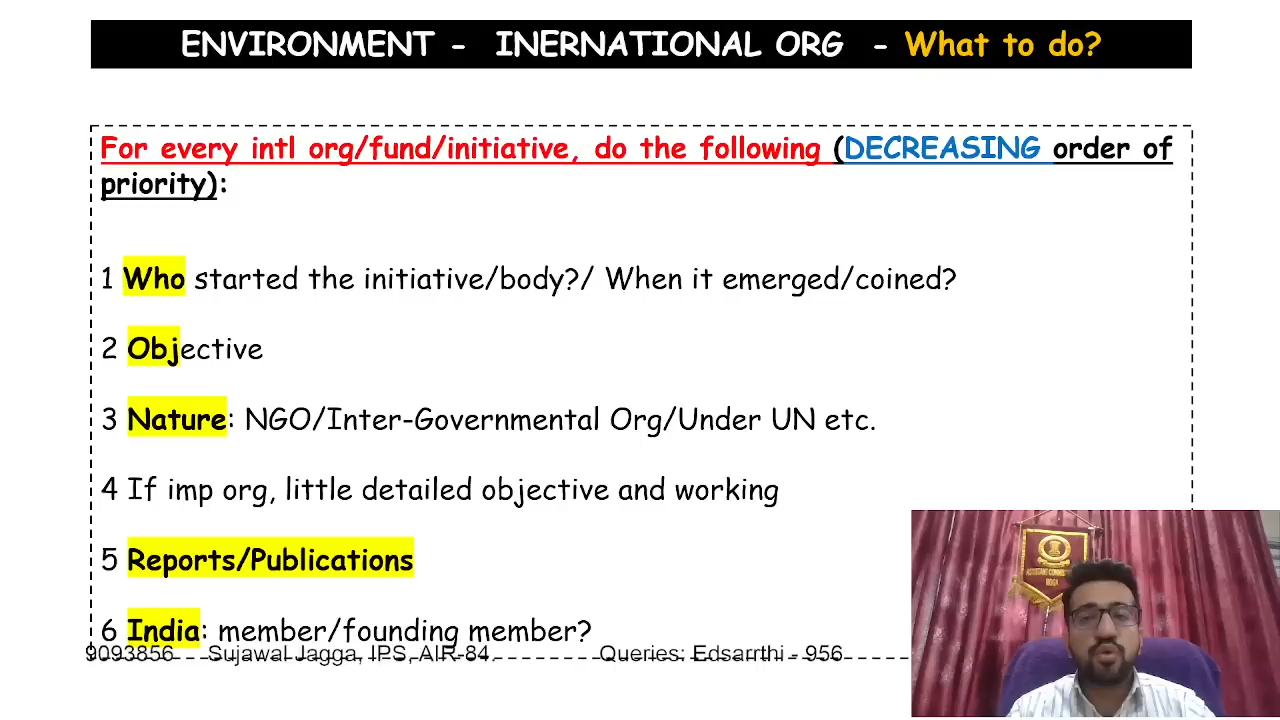 ENVIRONMENT - INERNATIONAL ORG - What to do?
For every intl org/fund/initiative, do the following (DECREASING order of
priority):
1 Who started the initiative/body?/ When it emerged/coined?
2 Objective
3 Nature: NGO/Inter-Governmental Org/Under UN etc.
4 If imp org, little detailed objective and working
5 Reports/Publications
6 India: member/founding member?
9093856 Sujawal Jagga, IPS, AIR-84. Queries: Edsarrthi - 956